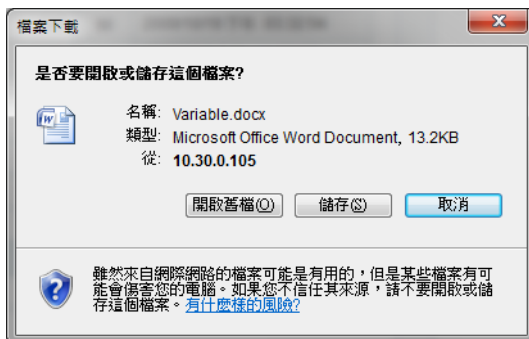 檔案下載
是否要開啟或儲存這個檔案?
名稱: Variable.docx
類型: Microsoft Office Word Document, 13.2KB
從: 10.30.0.105
開啟舊檔(O) 儲存(S) 取消
雖然來自網際網路的檔案可能是有用的，但是某些檔案有可
能會傷害您的電腦。如果您不信任其來源，請不要開啟或儲
存這個檔案。有什麼樣的風險?